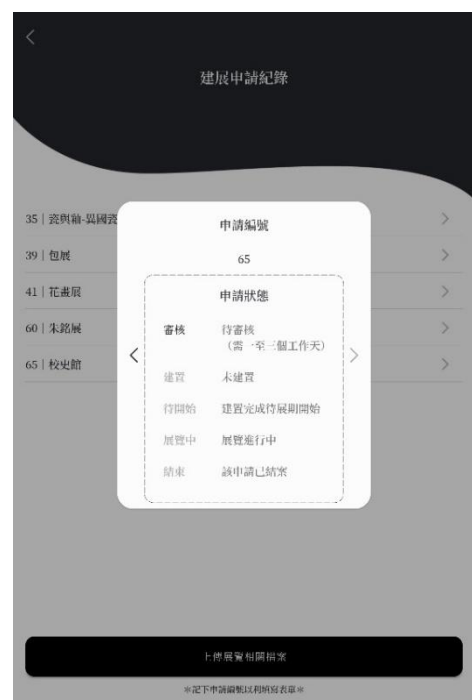 建展申請紀錄
35｜瓷與釉-異國瓷
39｜包展
41｜花畫展
60｜朱銘展
65｜校史館
申請編號
65
申請狀態
審核 待審核
（需一至三個工作天）
建置 未建置
待開始 建置完成待展期開始
展覽中 展覽進行中
結束 該申請已結案
上傳展覽相關檔案
＊記下申請編號以利填寫表單＊